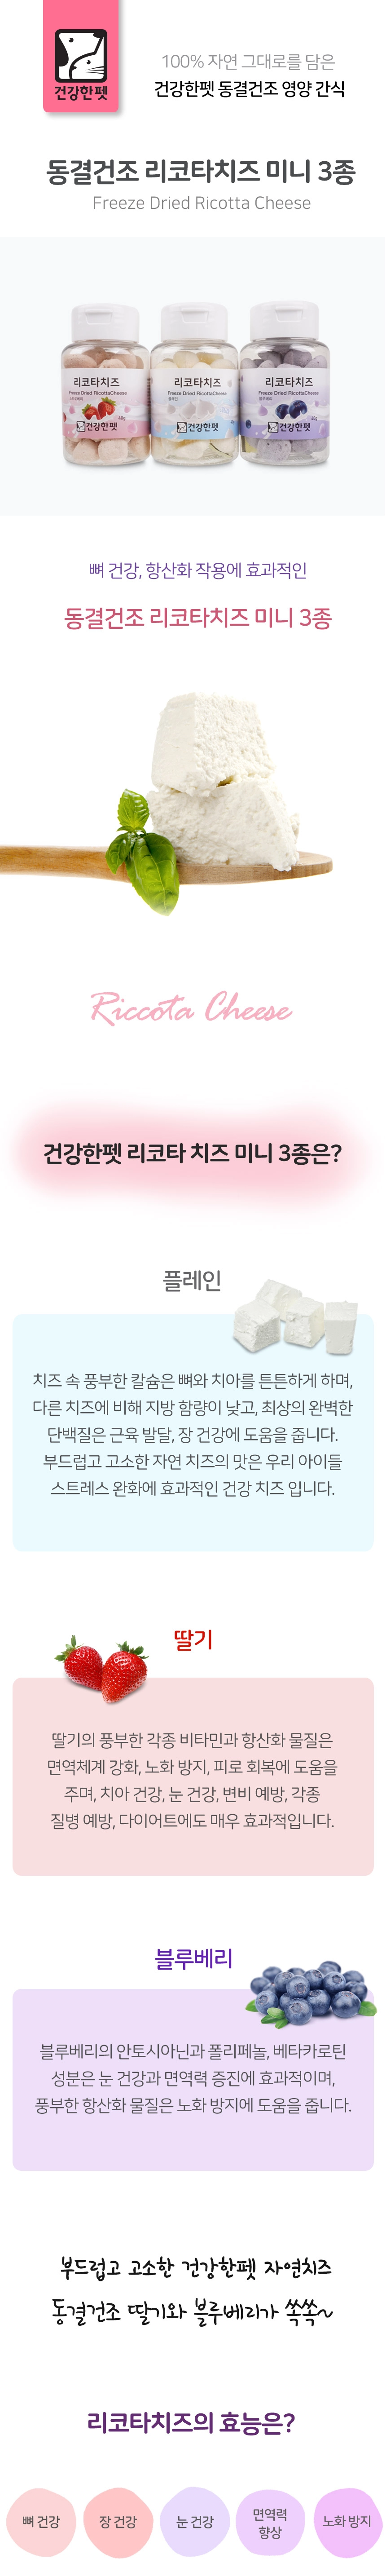 건강한펫
100% 자연 그대로를 담은
건강한펫 동결건조 영양 간식
동결건조 리코타치즈 미니 3종
Freeze Dried Ricotta Cheese
리코타치즈
Freeze Dried RicottaCheese
건강한펫
리코타치즈
Freeze Dried RicottaCheese
플레인
건강한펫
리코타치즈
Freeze Dried RicottaCheese
블루베리
건강한펫
뼈 건강, 항산화 작용에 효과적인
동결건조 리코타치즈 미니 3종
Riccota Cheese
건강한펫 리코타 치즈 미니 3종은?
플레인
치즈 속 풍부한 칼슘은 뼈와 치아를 튼튼하게 하며,
다른 치즈에 비해 지방 함량이 낮고, 최상의 완벽한
단백질은 근육 발달, 장 건강에 도움을 줍니다.
부드럽고 고소한 자연 치즈의 맛은 우리 아이들
스트레스 완화에 효과적인 건강 치즈 입니다.
딸기
딸기의 풍부한 각종 비타민과 항산화 물질은
면역체계 강화, 노화 방지, 피로 회복에 도움을
주며, 치아 건강, 눈 건강, 변비 예방, 각종
질병 예방, 다이어트에도 매우 효과적입니다.
블루베리
블루베리의 안토시아닌과 폴리페놀, 베타카로틴
성분은 눈 건강과 면역력 증진에 효과적이며,
풍부한 항산화 물질은 노화 방지에 도움을 줍니다.
부드럽고 고소한 건강한펫 자연치즈
동결건조 딸기와 블루베리가 쏙쏙~
리코타치즈의 효능은?
뼈 건강
장 건강
눈 건강
면역력
향상
노화 방지